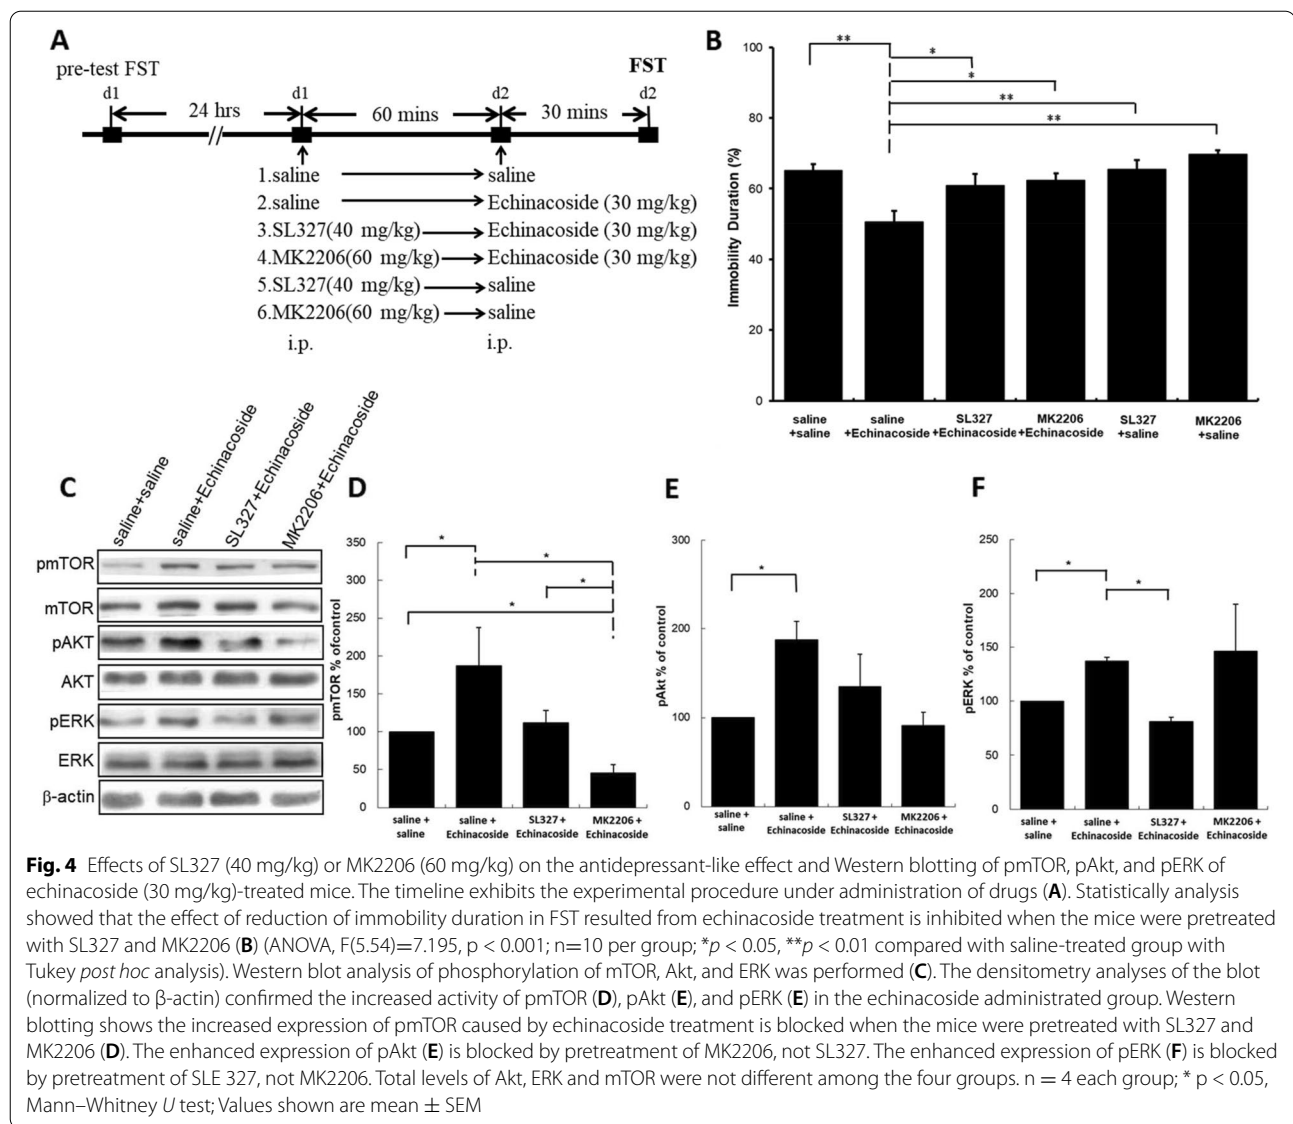 A
pre-test FST
FST
d1
d1
d2
d2
24 hrs
60 mins
30 mins
//
1.saline
saline
2.saline
Echinacoside (30 mg/kg)
3.SL327(40 mg/kg)
Echinacoside (30 mg/kg)
4.MK2206(60 mg/kg)
Echinacoside (30 mg/kg)
5.SL327(40 mg/kg)
saline
6.MK2206(60 mg/kg)
saline
i.p.
i.p.
B
Immobility Duration (%)
100
80
60
40
20
0
**
*
*
**
**
saline
+saline
saline
+Echinacoside
SL327
+Echinacoside
MK2206
+Echinacoside
SL327
+saline
MK2206
+saline
C
saline+saline
saline+Echinacoside
SL327+Echinacoside
MK2206+Echinacoside
pmTOR
mTOR
pAKT
AKT
pERK
ERK
β-actin
D
pmTOR % ofcontrol
350
300
250
200
150
100
50
0
*
*
*
*
saline +
saline
saline +
Echinacoside
SL327+
Echinacoside
MK2206 +
Echinacoside
E
pAkt % of control
300
200
100
0
*
saline +
saline
saline +
Echinacoside
SL327+
Echinacoside
MK2206 +
Echinacoside
F
pERK % of control
250
200
150
100
50
0
*
*
saline +
saline
saline +
Echinacoside
SL327+
Echinacoside
MK2206 +
Echinacoside
Fig. 4 Effects of SL327 (40 mg/kg) or MK2206 (60 mg/kg) on the antidepressant-like effect and Western blotting of pmTOR, pAkt, and pERK of
echinacoside (30 mg/kg)-treated mice. The timeline exhibits the experimental procedure under administration of drugs (A). Statistically analysis
showed that the effect of reduction of immobility duration in FST resulted from echinacoside treatment is inhibited when the mice were pretreated
with SL327 and MK2206 (B) (ANOVA, F(5.54)=7.195, p < 0.001; n=10 per group; *p < 0.05, **p < 0.01 compared with saline-treated group with
Tukey post hoc analysis). Western blot analysis of phosphorylation of mTOR, Akt, and ERK was performed (C). The densitometry analyses of the blot
(normalized to β-actin) confirmed the increased activity of pmTOR (D), pAkt (E), and pERK (E) in the echinacoside administrated group. Western
blotting shows the increased expression of pmTOR caused by echinacoside treatment is blocked when the mice were pretreated with SL327 and
MK2206 (D). The enhanced expression of pAkt (E) is blocked by pretreatment of MK2206, not SL327. The enhanced expression of pERK (F) is blocked
by pretreatment of SLE 327, not MK2206. Total levels of Akt, ERK and mTOR were not different among the four groups. n = 4 each group; * p < 0.05,
Mann–Whitney U test; Values shown are mean ± SEM